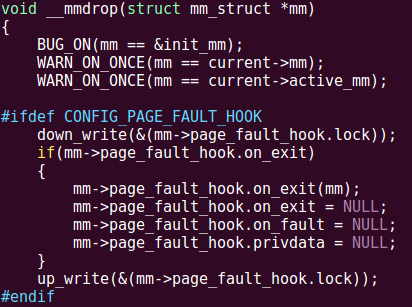 void __mmdrop(struct mm_struct *mm)
{
    BUG_ON(mm == &init_mm);
    WARN_ON_ONCE(mm == current->mm);
    WARN_ON_ONCE(mm == current->active_mm);

#ifdef CONFIG_PAGE_FAULT_HOOK
    down_write(&(mm->page_fault_hook.lock));
    if(mm->page_fault_hook.on_exit)
    {
        mm->page_fault_hook.on_exit(mm);
        mm->page_fault_hook.on_exit = NULL;
        mm->page_fault_hook.on_fault = NULL;
        mm->page_fault_hook.privdata = NULL;
    }
    up_write(&(mm->page_fault_hook.lock));
#endif